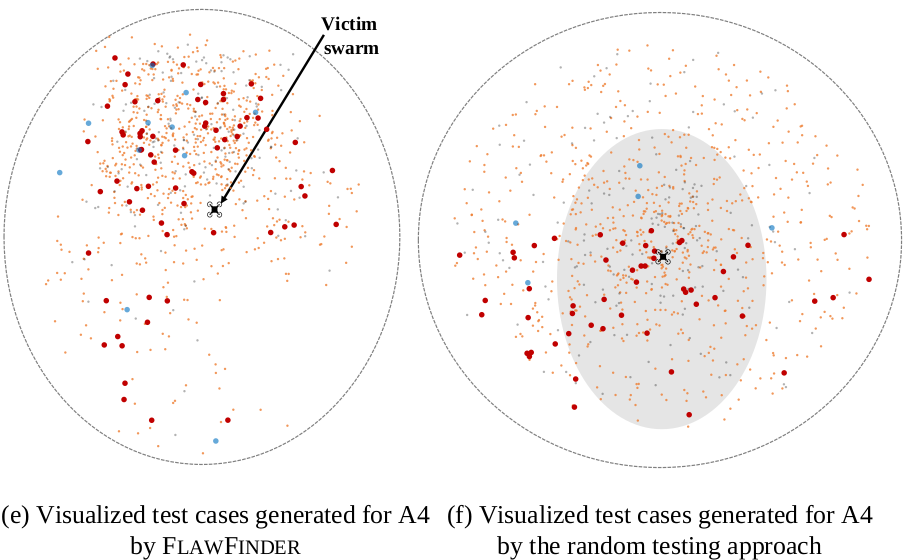 Victim
swarm
(e) Visualized test cases generated for A4
by FLAWFINDER
(f) Visualized test cases generated for A4
by the random testing approach